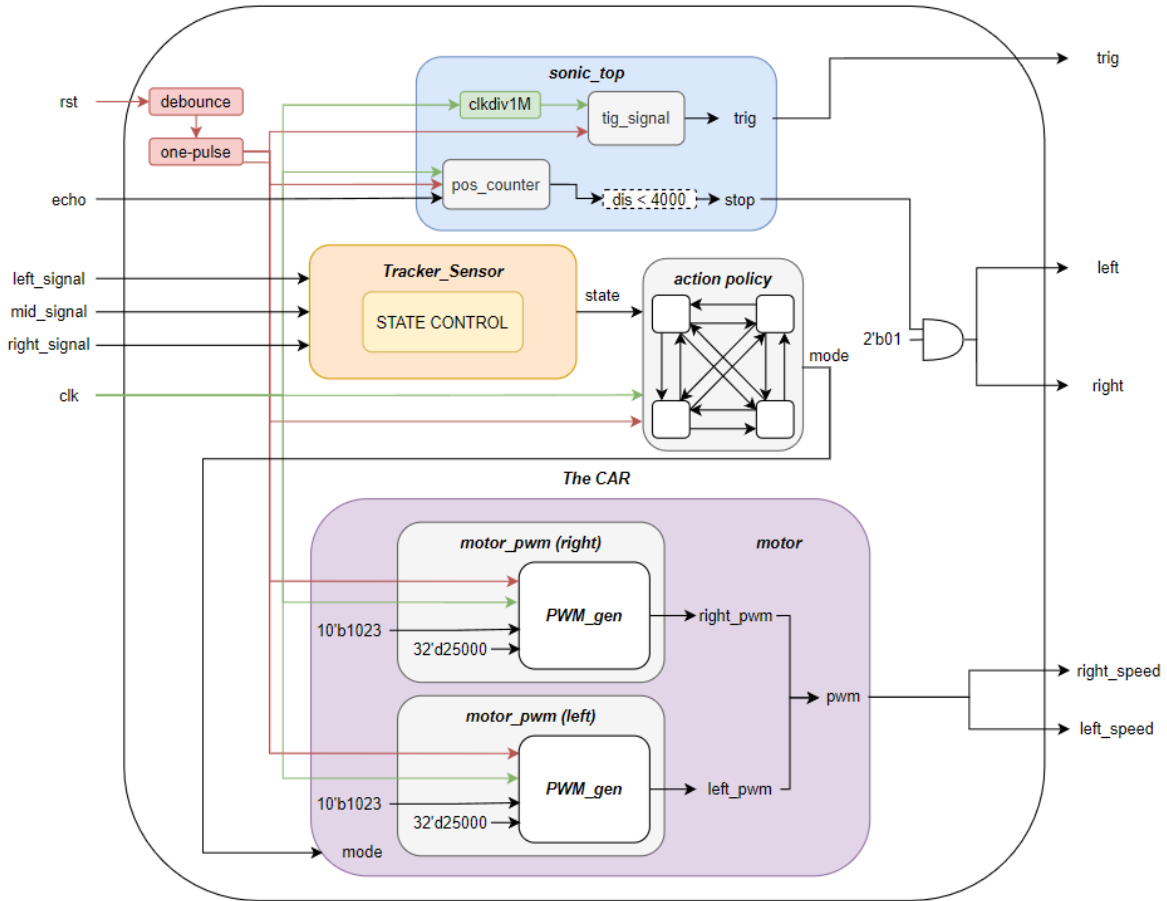 sonic_top
trig
rst
debounce
clkdiv1M
tig_signal
trig
one-pulse
pos_counter
echo
dis < 4000
stop
left_signal
Tracker_Sensor
action policy
left
mid_signal
STATE CONTROL
state
right_signal
2'b01
mode
clk
right
The CAR
motor_pwm (right)
motor
PWM_gen
right_pwm
10'b1023
32'd25000
right_speed
pwm
motor_pwm (left)
left_speed
PWM_gen
left_pwm
10'b1023
32'd25000
mode